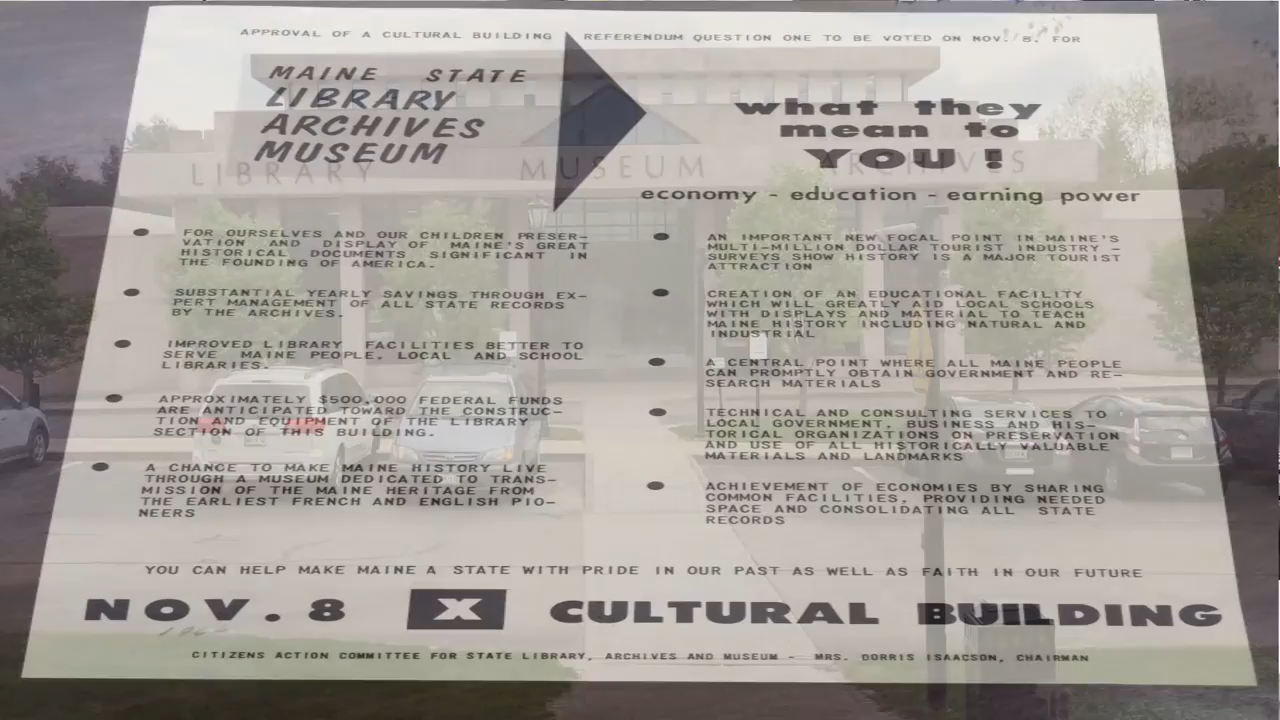 APPROVAL OF A CULTURAL BUILDING REFERENDUM QUESTION ONE TO BE VOTED ON NOV. 8. FOR
MAINE STATE
LIBRARY
ARCHIVES
MUSEUM
what they
mean to
YOU!
economy - education - earning power
LIBRARY MUSEUM ARCHIVES
FOR OURSELVES AND OUR CHILDREN PRESER-
VATION AND DISPLAY OF MAINE'S GREAT
HISTORICAL DOCUMENTS SIGNIFICANT IN
THE FOUNDING OF AMERICA.
SUBSTANTIAL YEARLY SAVINGS THROUGH EX-
PERT MANAGEMENT OF ALL STATE RECORDS
BY THE ARCHIVES.
IMPROVED LIBRARY FACILITIES BETTER TO
SERVE MAINE PEOPLE, LOCAL AND SCHOOL
LIBRARIES.
APPROXIMATELY $500,000 FEDERAL FUNDS
ARE ANTICIPATED TOWARD THE CONSTRUC-
TION AND EQUIPMENT OF THE LIBRARY
SECTION OF THIS BUILDING.
A CHANCE TO MAKE MAINE HISTORY LIVE
THROUGH A MUSEUM DEDICATED TO TRANS-
MISSION OF THE MAINE HERITAGE FROM
THE EARLIEST FRENCH AND ENGLISH PIO-
NEERS
AN IMPORTANT NEW FOCAL POINT IN MAINE'S
MULTI-MILLION DOLLAR TOURIST INDUSTRY -
SURVEYS SHOW HISTORY IS A MAJOR TOURIST
ATTRACTION
CREATION OF AN EDUCATIONAL FACILITY
WHICH WILL GREATLY AID LOCAL SCHOOLS
WITH DISPLAYS AND MATERIAL TO TEACH
MAINE HISTORY INCLUDING NATURAL AND
INDUSTRIAL
A CENTRAL POINT WHERE ALL MAINE PEOPLE
CAN PROMPTLY OBTAIN GOVERNMENT AND RE-
SEARCH MATERIALS
TECHNICAL AND CONSULTING SERVICES TO
LOCAL GOVERNMENT, BUSINESS AND HIS-
TORICAL ORGANIZATIONS ON PRESERVATION
AND USE OF ALL HISTORICALLY VALUABLE
MATERIALS AND LANDMARKS
ACHIEVEMENT OF ECONOMIES BY SHARING
COMMON FACILITIES, PROVIDING NEEDED
SPACE AND CONSOLIDATING ALL STATE
RECORDS
YOU CAN HELP MAKE MAINE A STATE WITH PRIDE IN OUR PAST AS WELL AS FAITH IN OUR FUTURE
NOV. 8 X CULTURAL BUILDING
CITIZENS ACTION COMMITTEE FOR STATE LIBRARY, ARCHIVES AND MUSEUM - MRS. DORRIS ISAACSON, CHAIRMAN